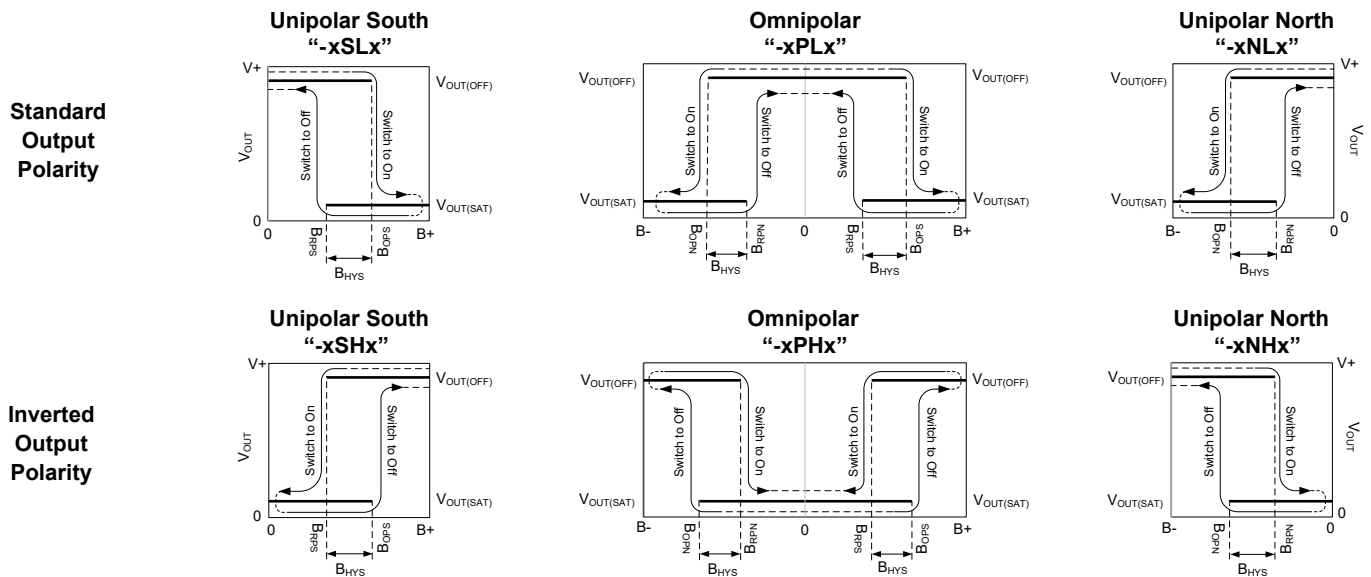 Standard
Output
Polarity
Unipolar South
“-xSLx”
V+
VOUT
0
VOUT(OFF)
VOUT(SAT)
Switch to Off
Switch to On
0
BRPS
BOPS
B+
BHYS
Omnipolar
“-xPLx”
VOUT(OFF)
VOUT(SAT)
Switch to On
Switch to Off
Switch to Off
Switch to On
VOUT(OFF)
VOUT(SAT)
B-
BOPN
BRPN
0
BRPS
BOPS
B+
BHYS
BHYS
Unipolar North
“-xNLx”
VOUT(OFF)
VOUT(SAT)
Switch to On
Switch to Off
V+
VOUT
0
B-
BOPN
BRPN
0
BHYS
Inverted
Output
Polarity
Unipolar South
“-xSHx”
V+
VOUT
0
Switch to On
Switch to Off
VOUT(OFF)
VOUT(SAT)
0
BRPS
BOPS
B+
BHYS
Omnipolar
“-xPHx”
VOUT(OFF)
VOUT(SAT)
Switch to Off
Switch to On
Switch to On
Switch to Off
VOUT(OFF)
VOUT(SAT)
B-
BOPN
BRPN
0
BRPS
BOPS
B+
BHYS
BHYS
Unipolar North
“-xNHx”
VOUT(OFF)
VOUT(SAT)
Switch to Off
Switch to On
V+
VOUT
0
B-
BOPN
BRPN
0
BHYS